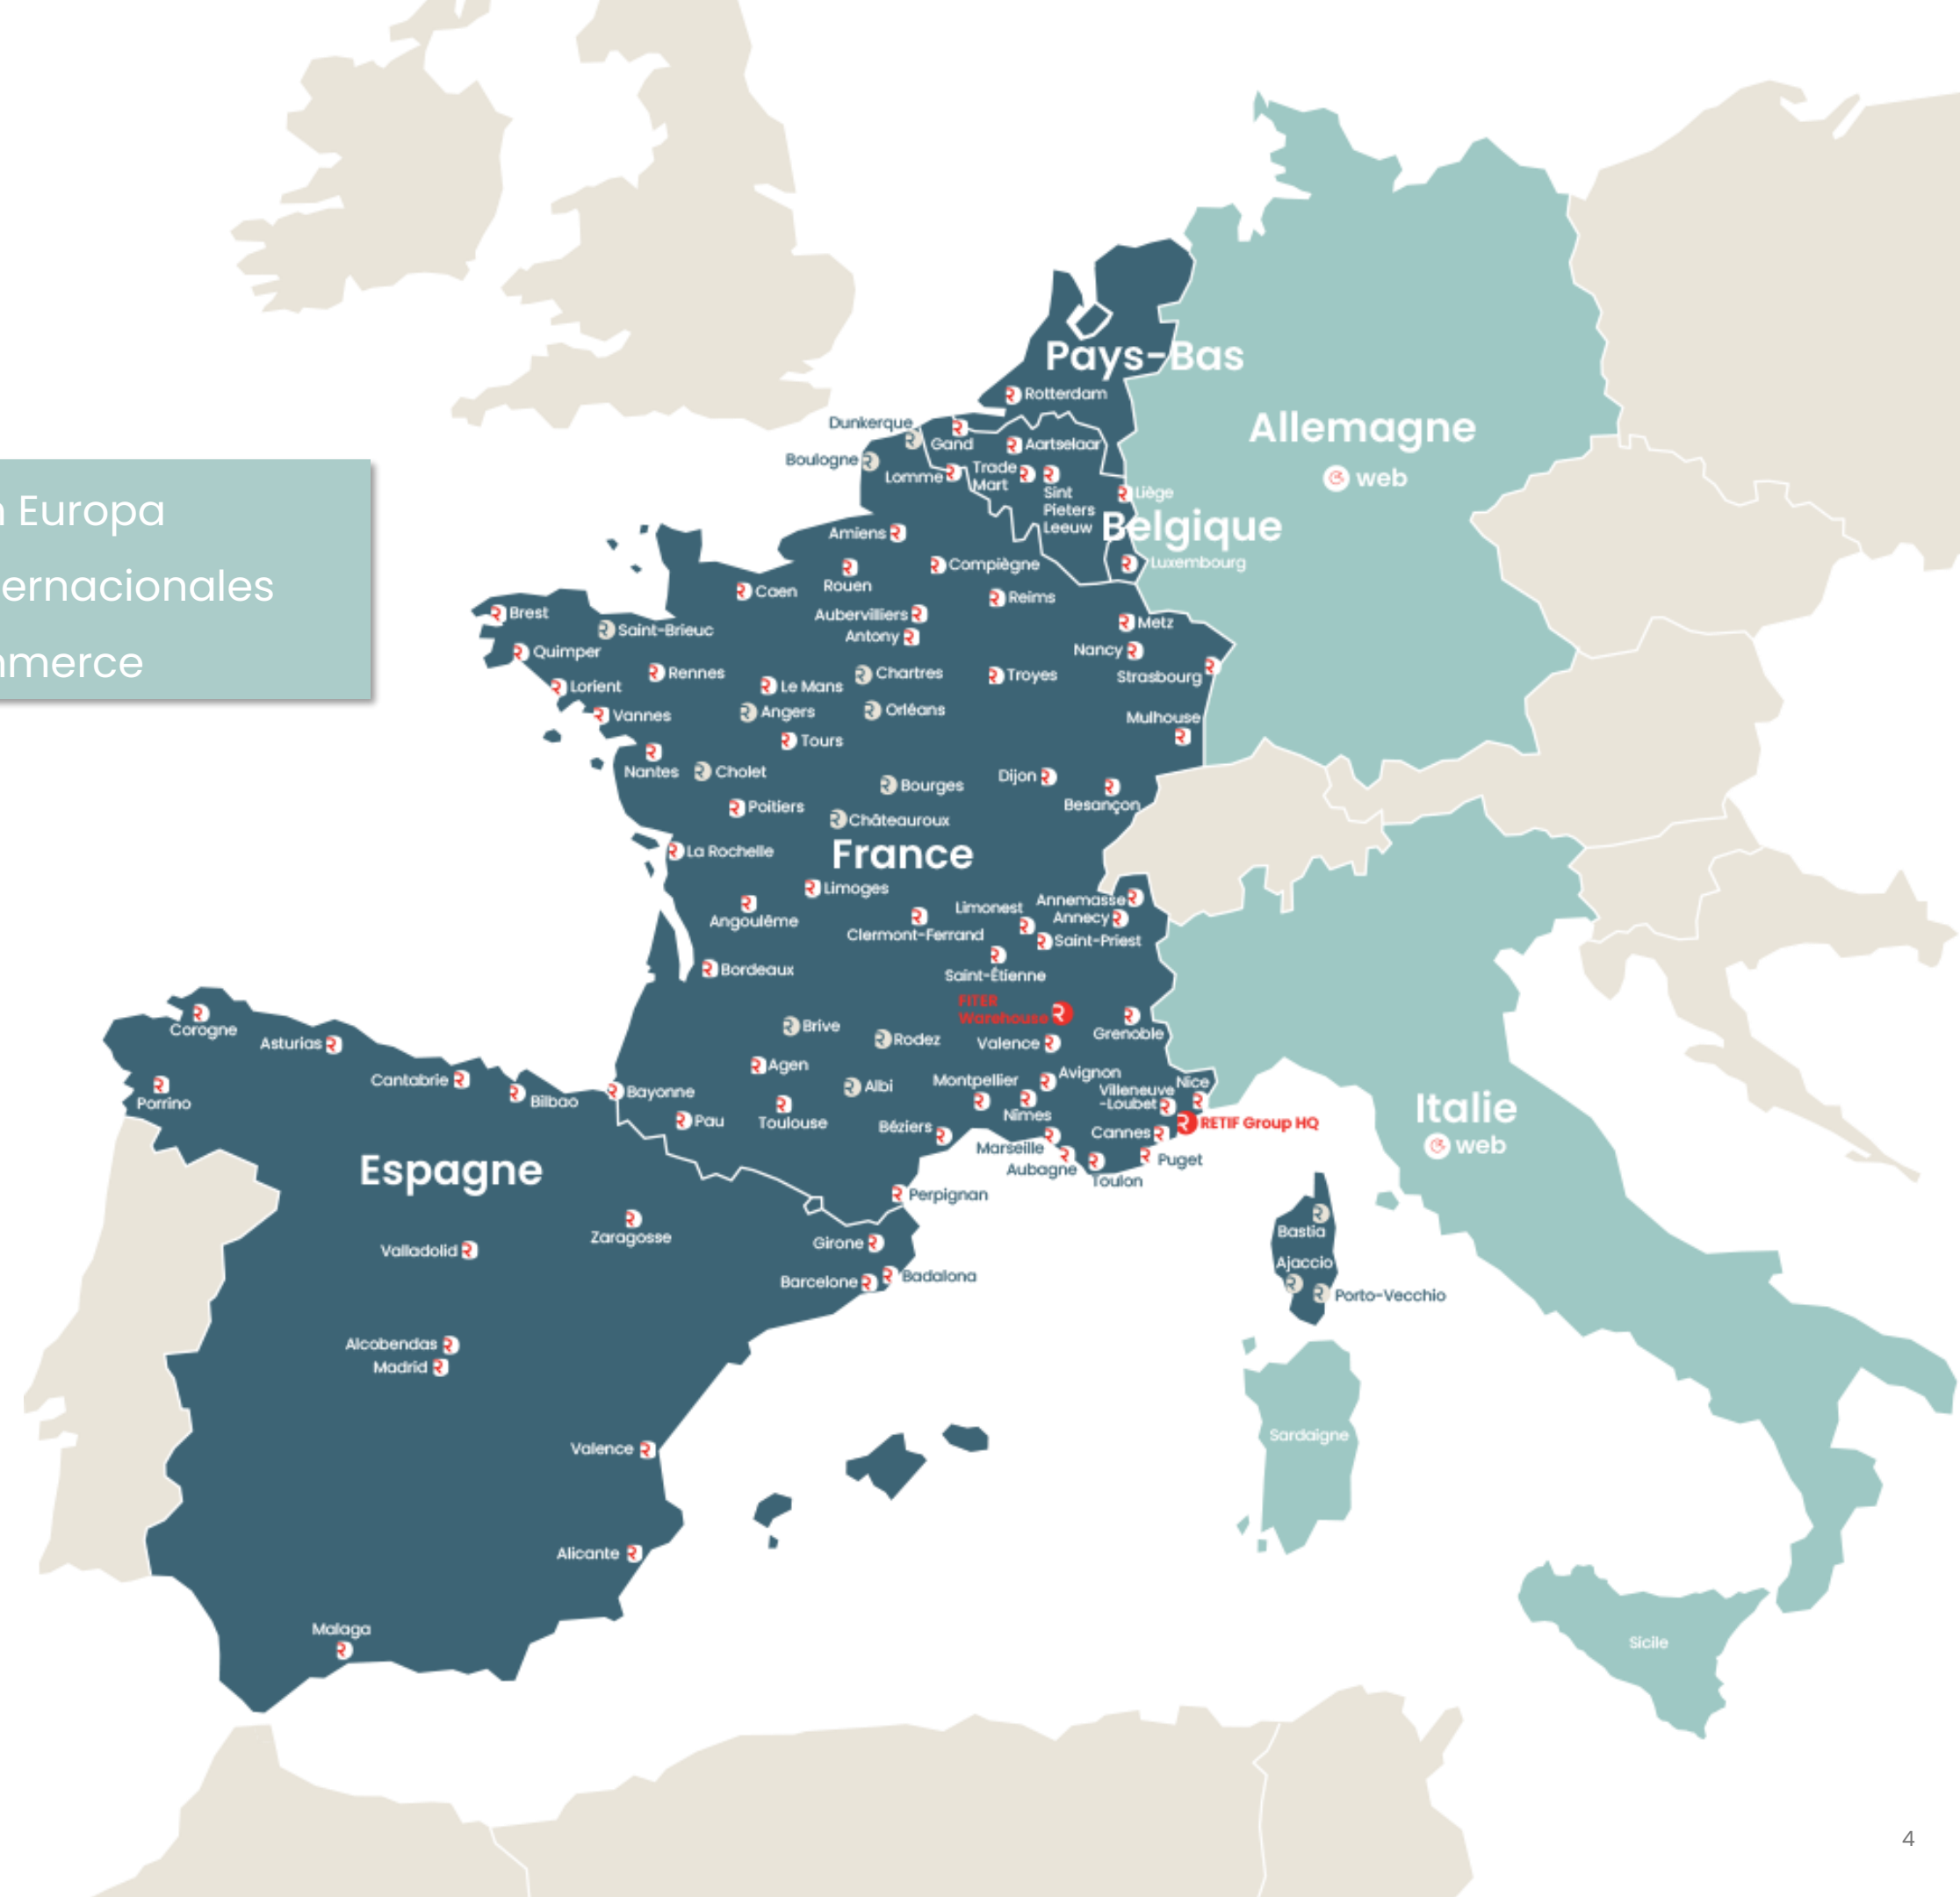 Pays-Bas
Rotterdam
Dunkerque
Gand
Aartselaar
Allemagne
web
Boulogne
Lomme
Trade
Mart
Sint
Pieters
Leeuw
Liège
Belgique
Luxembourg
Europa
ernacionales
merce
Amiens
Rouen
Compiègne
Caen
Reims
Brest
Saint-Brieuc
Aubervilliers
Antony
Metz
Nancy
Strasbourg
Quimper
Rennes
Chartres
Troyes
Lorient
Le Mans
Vannes
Angers
Orléans
Mulhouse
Tours
Nantes
Cholet
Bourges
Dijon
Besançon
Poitiers
Châteauroux
La Rochelle
France
Limoges
Angoulême
Clermont-Ferrand
Limonest
Annemasse
Annecy
Saint-Priest
Saint-Étienne
Bordeaux
FITER
Warehouse
Grenoble
Corogne
Asturias
Brive
Rodez
Valence
Cantabrie
Agen
Albi
Montpellier
Avignon
Villeneuve
-Loubet
Nice
Porrino
Bilbao
Bayonne
Pau
Toulouse
Béziers
Nîmes
Cannes
RETIF Group HQ
Italie
web
Marseille
Aubagne
Toulon
Puget
Espagne
Perpignan
Zaragosse
Valladolid
Girone
Barcelone
Badalona
Bastia
Ajaccio
Porto-Vecchio
Alcobendas
Madrid
Sardaigne
Valence
Alicante
Malaga
Sicile
4